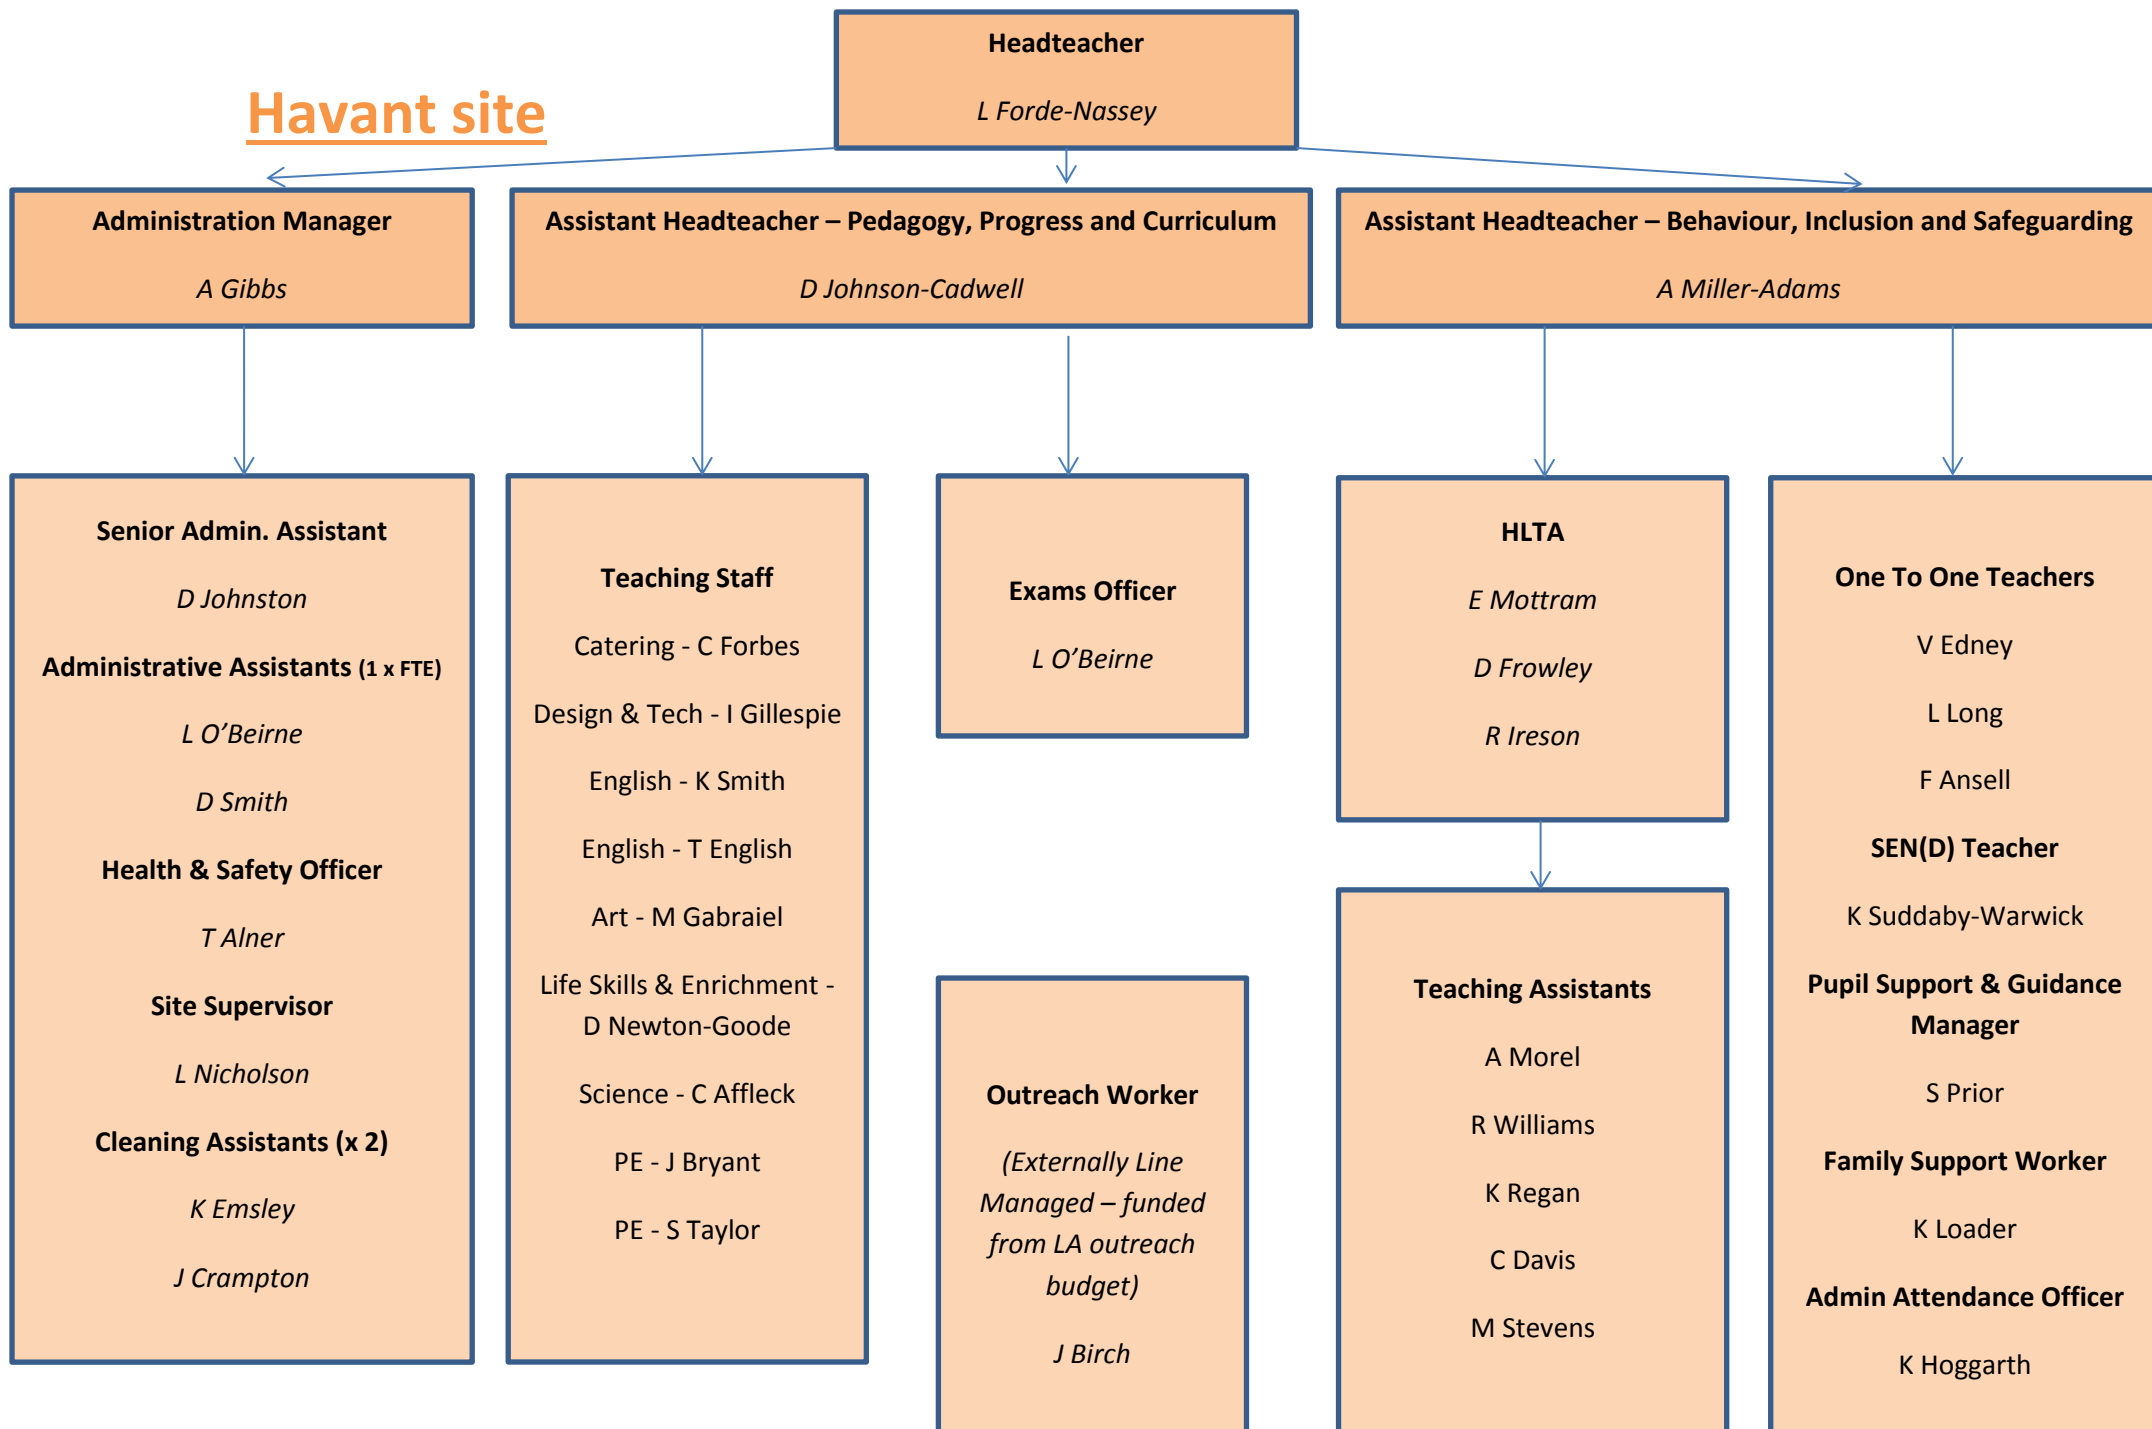 Havant site
Headteacher
L Forde-Nassey
Administration Manager
A Gibbs
Assistant Headteacher – Pedagogy, Progress and Curriculum
D Johnson-Cadwell
Assistant Headteacher – Behaviour, Inclusion and Safeguarding
A Miller-Adams
Senior Admin. Assistant
D Johnston
Administrative Assistants (1 x FTE)
L O’Beirne
D Smith
Health & Safety Officer
T Alner
Site Supervisor
L Nicholson
Cleaning Assistants (x 2)
K Emsley
J Crampton
Teaching Staff
Catering - C Forbes
Design & Tech - I Gillespie
English - K Smith
English - T English
Art - M Gabraiel
Life Skills & Enrichment -
D Newton-Goode
Science - C Affleck
PE - J Bryant
PE - S Taylor
Exams Officer
L O’Beirne
Outreach Worker
(Externally Line
Managed – funded
from LA outreach
budget)
J Birch
HLTA
E Mottram
D Frowley
R Ireson
Teaching Assistants
A Morel
R Williams
K Regan
C Davis
M Stevens
One To One Teachers
V Edney
L Long
F Ansell
SEN(D) Teacher
K Suddaby-Warwick
Pupil Support & Guidance
Manager
S Prior
Family Support Worker
K Loader
Admin Attendance Officer
K Hoggarth